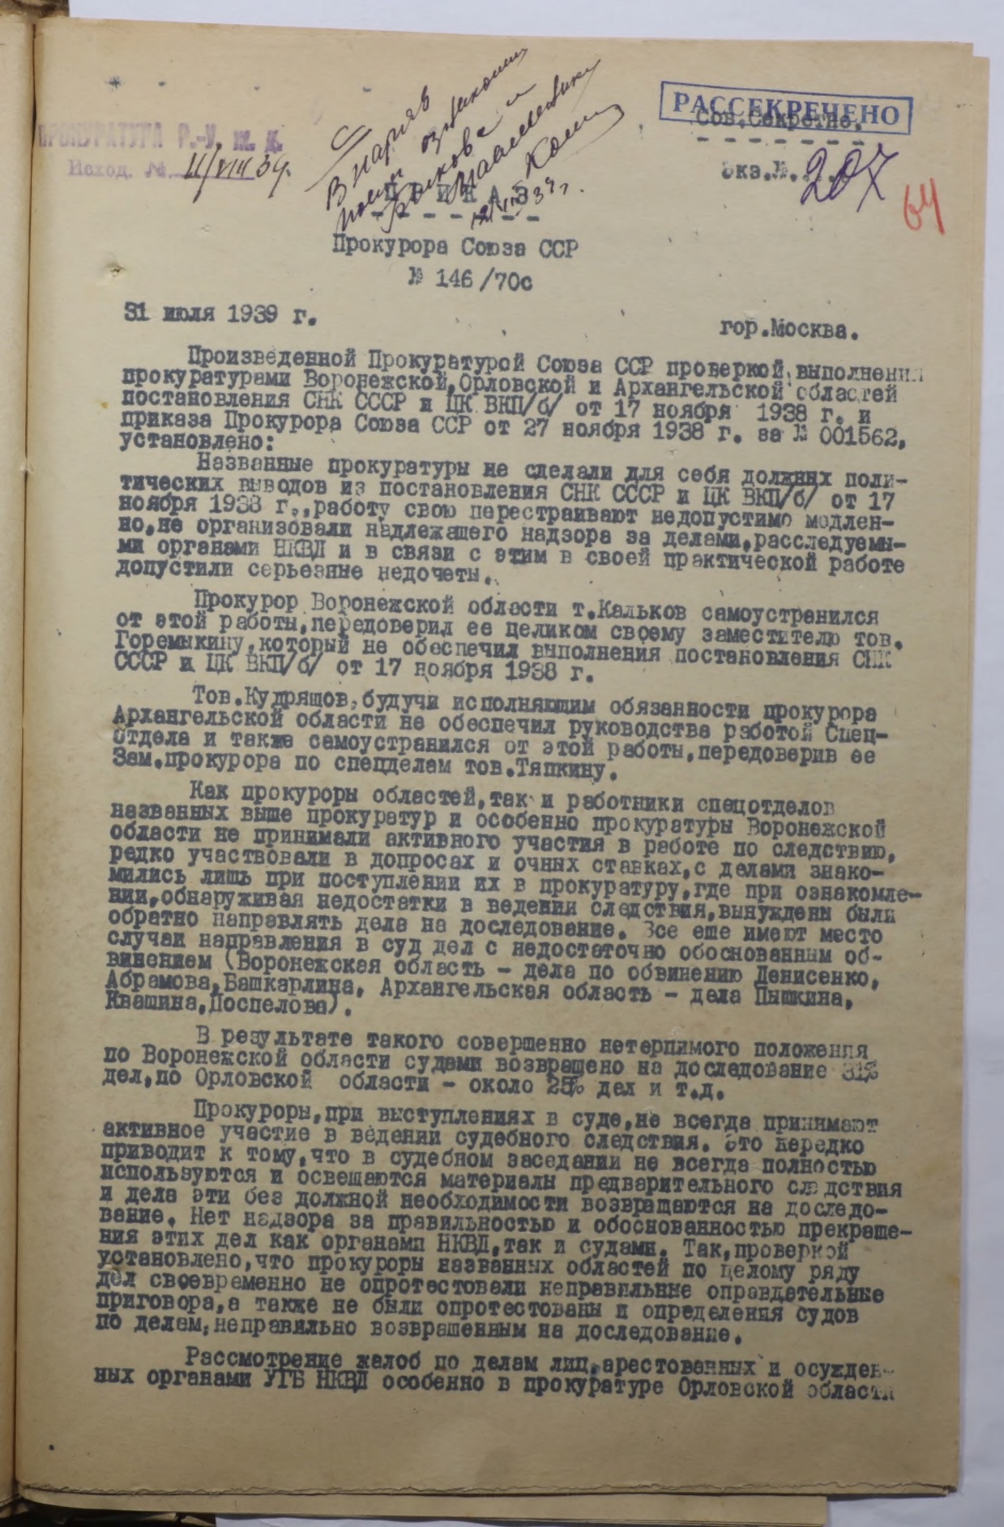 РАССЕКРЕЧЕНО
Сов.Секретно.
ПРОКУРАТУРА Р.-У. ж. д.
Исход. №
11/VIII 39г.
экз.№
207
64
В наряд
ПРИКАЗ
Прокурора Союза ССР
№ 146/70с
31 июля 1939 г.
гор.Москва.
Произведенной Прокуратурой Союза ССР проверкой выполнения
прокуратурами Воронежской,Орловской и Архангельской областей
постановления СНК СССР и ЦК ВКП/б/ от 17 ноября 1938 г. и
приказа Прокурора Союза ССР от 27 ноября 1938 г. за № 001562,
установлено:
Названные прокуратуры не сделали для себя должных поли-
тических выводов из постановления СНК СССР и ЦК ВКП/б/ от 17
ноября 1938 г.,работу свою перестраивают недопустимо медлен-
но,не организовали надлежащего надзора за делами,расследуемы-
ми органами НКВД и в связи с этим в своей практической работе
допустили серьезные недочеты.
Прокурор Воронежской области т.Кальков самоустранился
от этой работы,передоверил ее целиком своему заместителю тов.
Горемыкину,который не обеспечил выполнения постановления СНК
СССР и ЦК ВКП/б/ от 17 ноября 1938 г.
Тов.Кудряшов,будучи исполняющим обязанности прокурора
Архангельской области не обеспечил руководства работой Спец-
отдела и также самоустранился от этой работы,передоверив ее
Зам.прокурора по спецделам тов.Тяпкину.
Как прокуроры областей,так и работники спецотделов
названных выше прокуратур и особенно прокуратуры Воронежской
области не принимали активного участия в работе по следствию,
редко участвовали в допросах и очных ставках,с делами знако-
мились лишь при поступлении их в прокуратуру,где при ознакомле-
нии,обнаруживая недостатки в ведении следствия,вынуждены были
обратно направлять дела на доследование. Все еще имеют место
случаи направления в суд дел с недостаточно обоснованным об-
винением (Воронежская область - дела по обвинению Денисенко,
Абрамова,Башкарлина, Архангельская область - дела Пышкина,
Квашина,Поспелова).
В результате такого совершенно нетерпимого положения
по Воронежской области судами возвращено на доследование 31%
дел,по Орловской области - около 25% дел и т.д.
Прокуроры,при выступлениях в суде,не всегда принимают
активное участие в ведении судебного следствия. Это нередко
приводит к тому,что в судебном заседании не всегда полностью
используются и освещаются материалы предварительного следствия
и дела эти без должной необходимости возвращаются на доследо-
вание. Нет надзора за правильностью и обоснованностью прекраще-
ния этих дел как органами НКВД,так и судами. Так,проверкой
установлено,что прокуроры названных областей по целому ряду
дел своевременно не опротестовали неправильные оправдательные
приговора,а также не были опротестованы и определения судов
по делам,неправильно возвращенным на доследование.
Рассмотрение жалоб по делам лиц,арестованных и осужден-
ных органами УГБ НКВД особенно в прокуратуре Орловской области